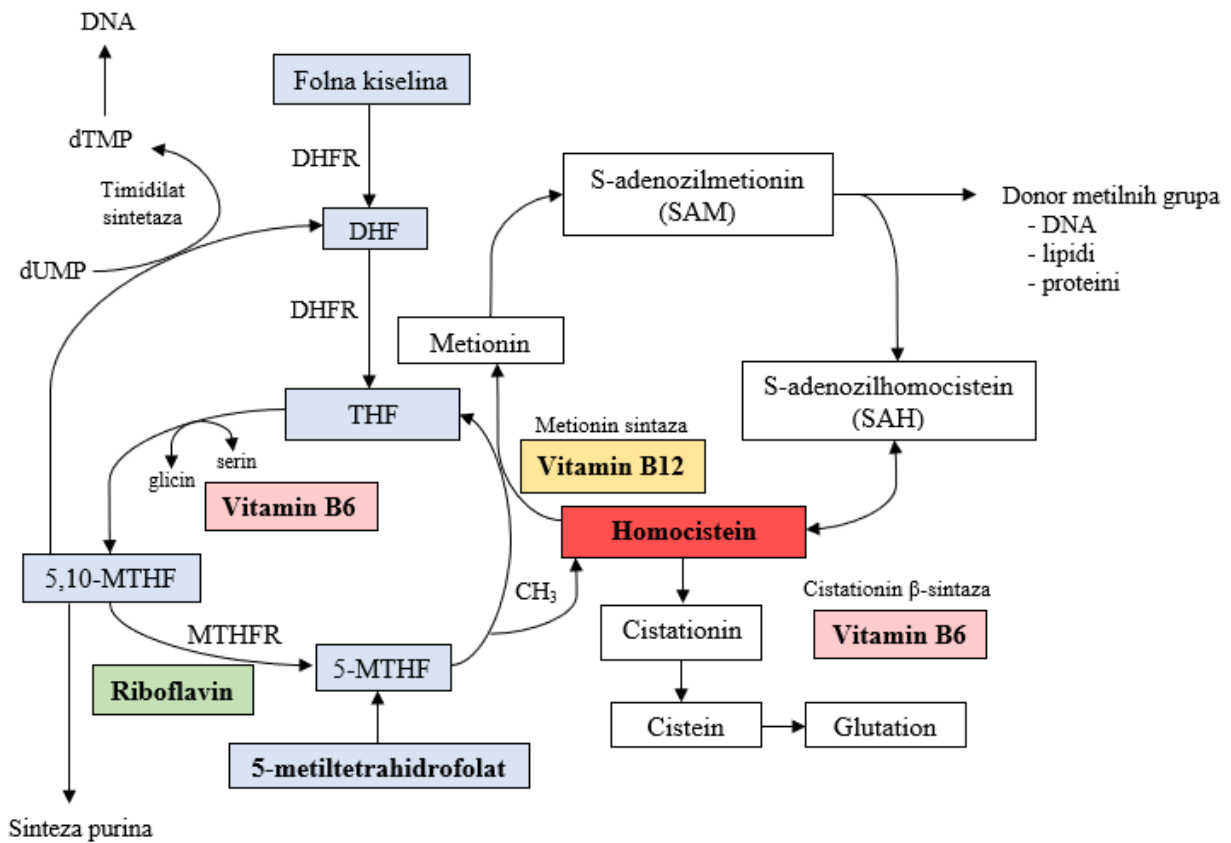 DNA
Folna kiselina
dTMP
DHFR
Timidilat
sintetaza
S-adenozilmetionin
(SAM)
Donor metilnih grupa
- DNA
- lipidi
- proteini
DHF
dUMP
DHFR
Metionin
S-adenozilhomocistein
(SAH)
THF
Metionin sintaza
Vitamin B12
serin
glicin
Vitamin B6
Homocistein
5,10-MTHF
CH₃
Cistationin β-sintaza
Vitamin B6
Cistationin
MTHFR
5-MTHF
Riboflavin
Cistein
Glutation
5-metiltetrahidrofolat
Sinteza purina